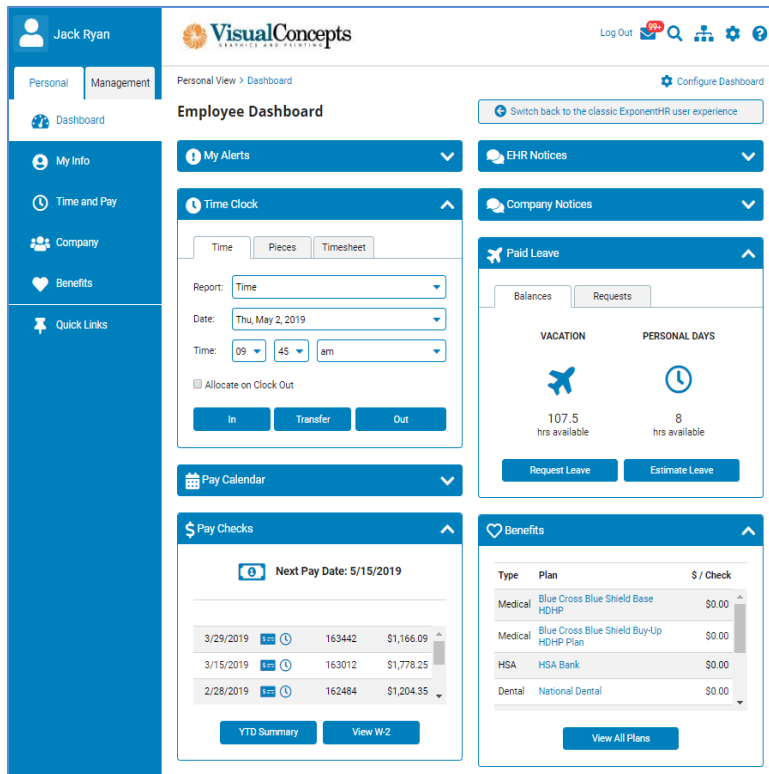 Jack Ryan
VisualConcepts
GRAPHICS AND PRINTING
Log Out
99+
Personal
Management
Dashboard
My Info
Time and Pay
Company
Benefits
Quick Links
Personal View > Dashboard
Configure Dashboard
Employee Dashboard
Switch back to the classic ExponentHR user experience
My Alerts
Time Clock
Time Pieces Timesheet
Report: Time
Date: Thu, May 2, 2019
Time: 09 45 am
Allocate on Clock Out
In Transfer Out
Pay Calendar
$ Pay Checks
Next Pay Date: 5/15/2019
3/29/2019 163442 $1,166.09
3/15/2019 163012 $1,778.25
2/28/2019 162484 $1,204.35
YTD Summary View W-2
EHR Notices
Company Notices
Paid Leave
Balances Requests
VACATION PERSONAL DAYS
107.5 8
hrs available hrs available
Request Leave Estimate Leave
Benefits
Type Plan $ / Check
Medical Blue Cross Blue Shield Base HDHP $0.00
Medical Blue Cross Blue Shield Buy-Up HDHP Plan $0.00
HSA HSA Bank $0.00
Dental National Dental $0.00
View All Plans